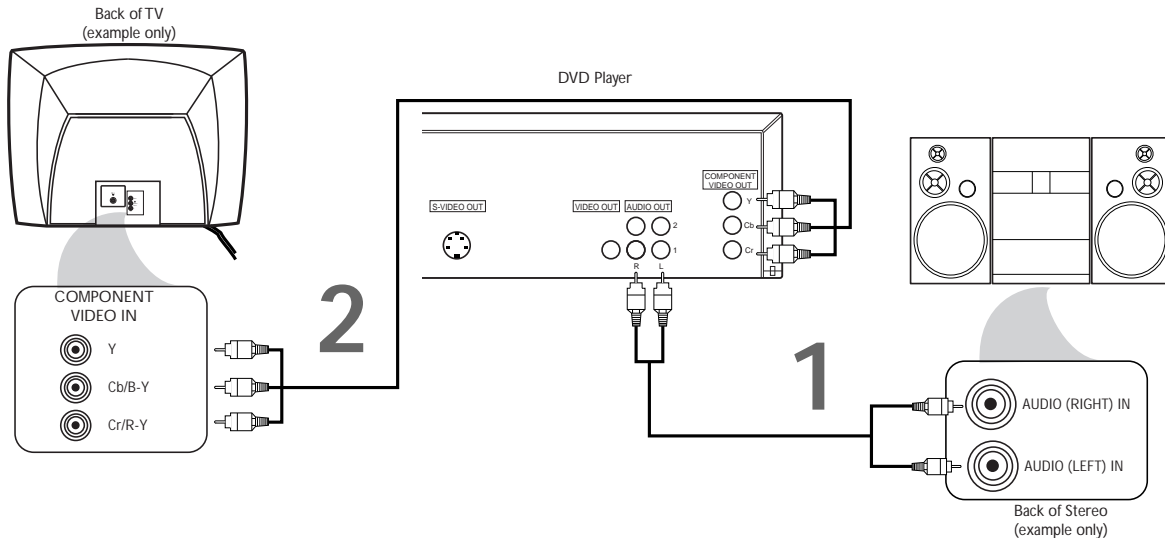 Back of TV
(example only)
DVD Player
COMPONENT
VIDEO OUT
S-VIDEO OUT
VIDEO OUT
AUDIO OUT
Y
2
Cb
1
Cr
R
L
COMPONENT
VIDEO IN
Y
Cb/B-Y
Cr/R-Y
2
1
AUDIO (RIGHT) IN
AUDIO (LEFT) IN
Back of Stereo
(example only)